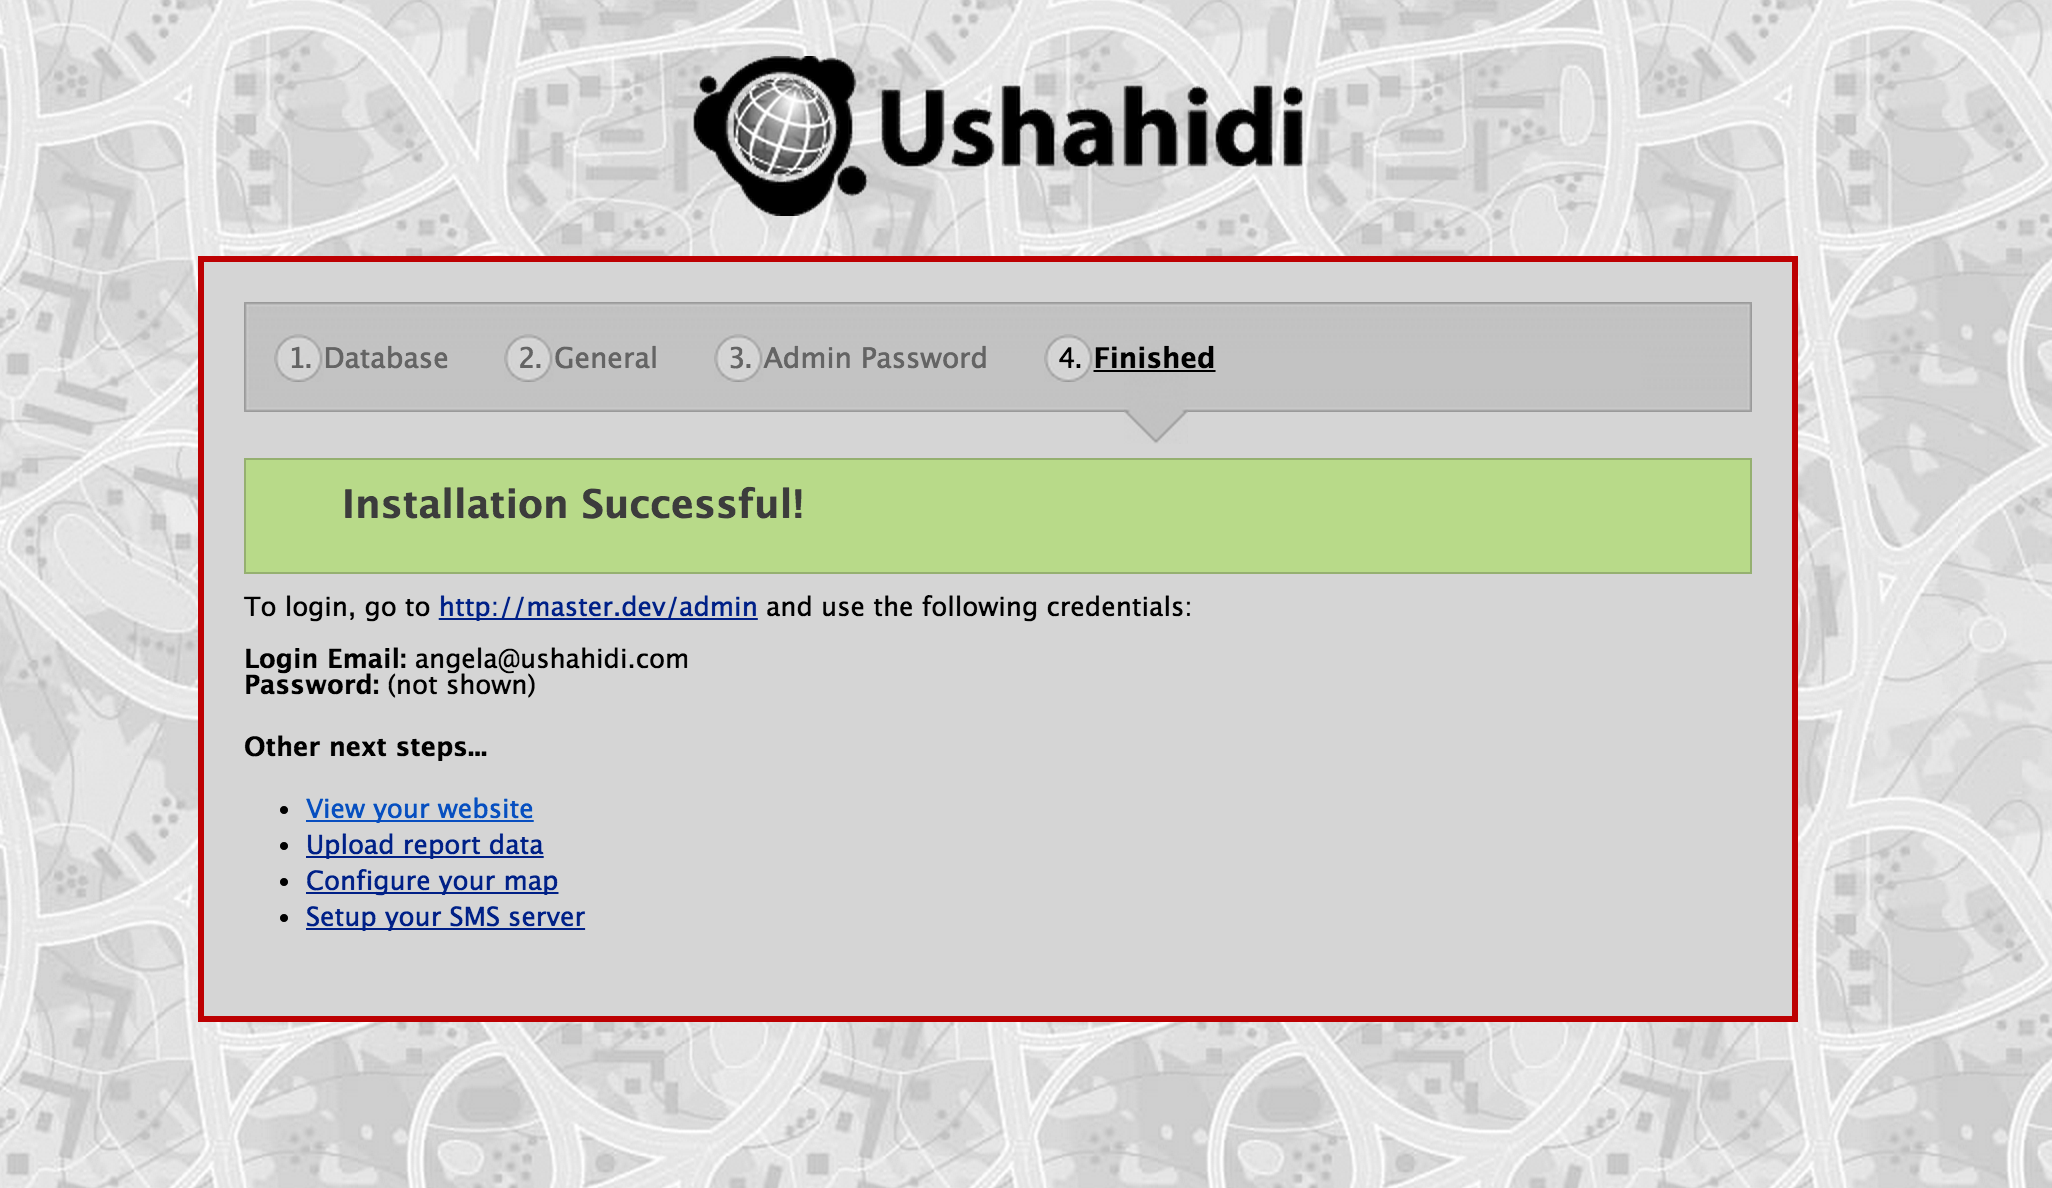 Ushahidi
1. Database 2. General 3. Admin Password 4. Finished
Installation Successful!
To login, go to http://master.dev/admin and use the following credentials:
Login Email: angela@ushahidi.com
Password: (not shown)
Other next steps...
• View your website
• Upload report data
• Configure your map
• Setup your SMS server